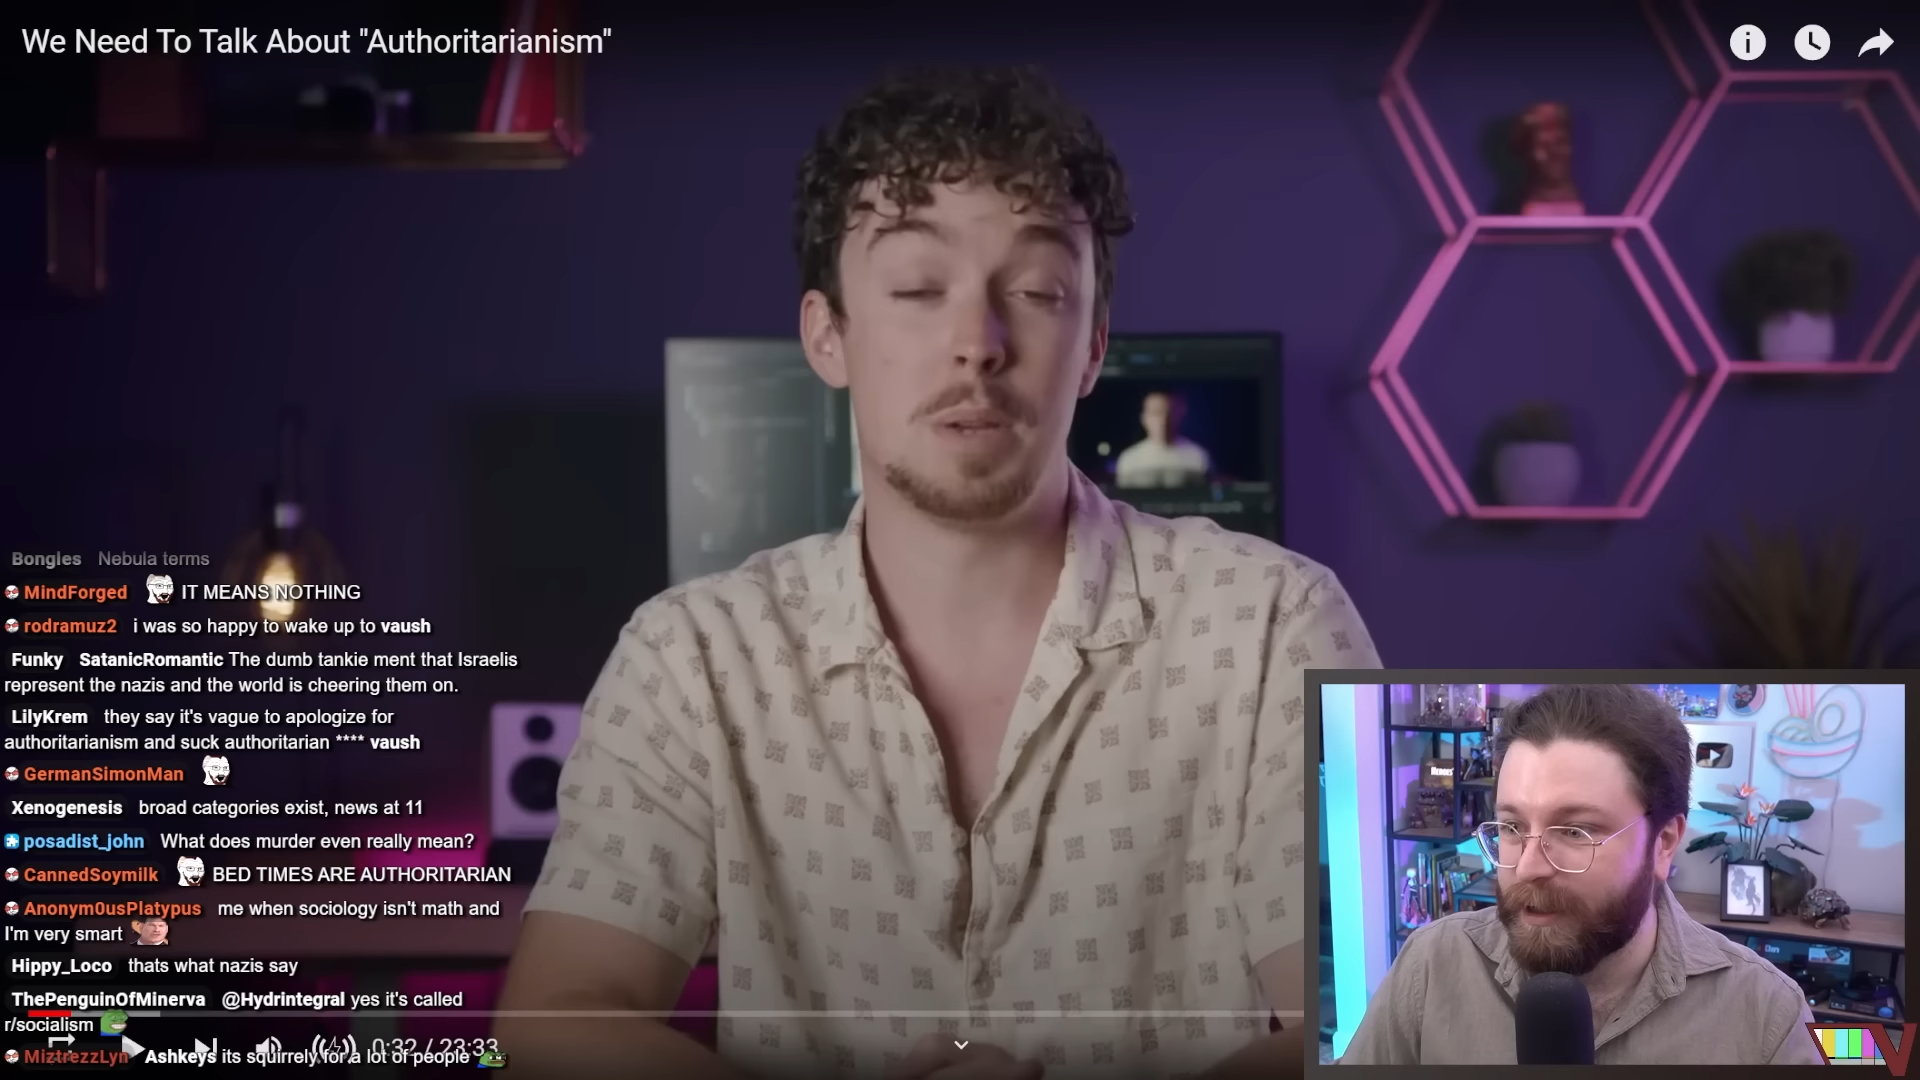 We Need To Talk About "Authoritarianism"
Bongles Nebula terms
MindForged IT MEANS NOTHING
rodramuz2 i was so happy to wake up to vaush
Funky SatanicRomantic The dumb tankie ment that Israelis
represent the nazis and the world is cheering them on.
LilyKrem they say it's vague to apologize for
authoritarianism and suck authoritarian **** vaush
GermanSimonMan
Xenogenesis broad categories exist, news at 11
posadist_john What does murder even really mean?
CannedSoymilk BED TIMES ARE AUTHORITARIAN
Anonym0usPlatypus me when sociology isn't math and
I'm very smart
Hippy_Loco thats what nazis say
ThePenguinOfMinerva @Hydrintegral yes it's called
r/socialism
0:32 / 23:33
MiztrezzLyn Ashkeys its squirrely for a lot of people